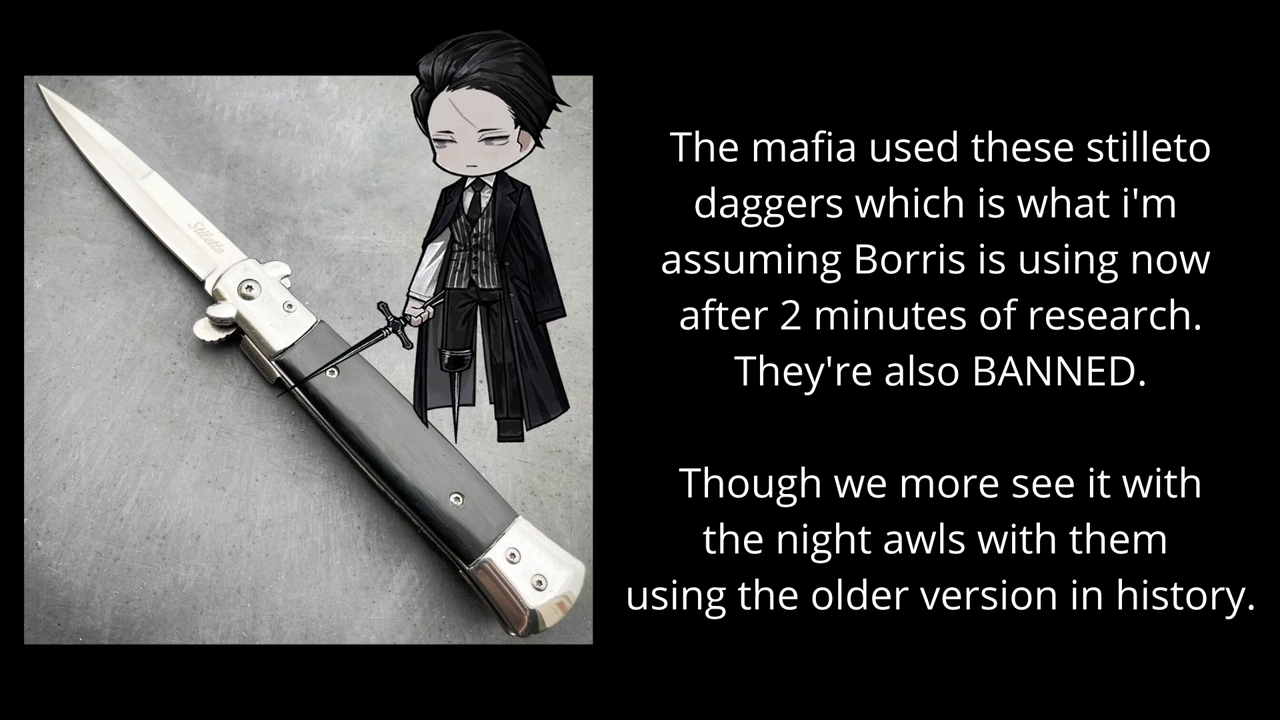 Stiletto
The mafia used these stilleto
daggers which is what i'm
assuming Borris is using now
after 2 minutes of research.
They're also BANNED.
Though we more see it with
the night awls with them
using the older version in history.